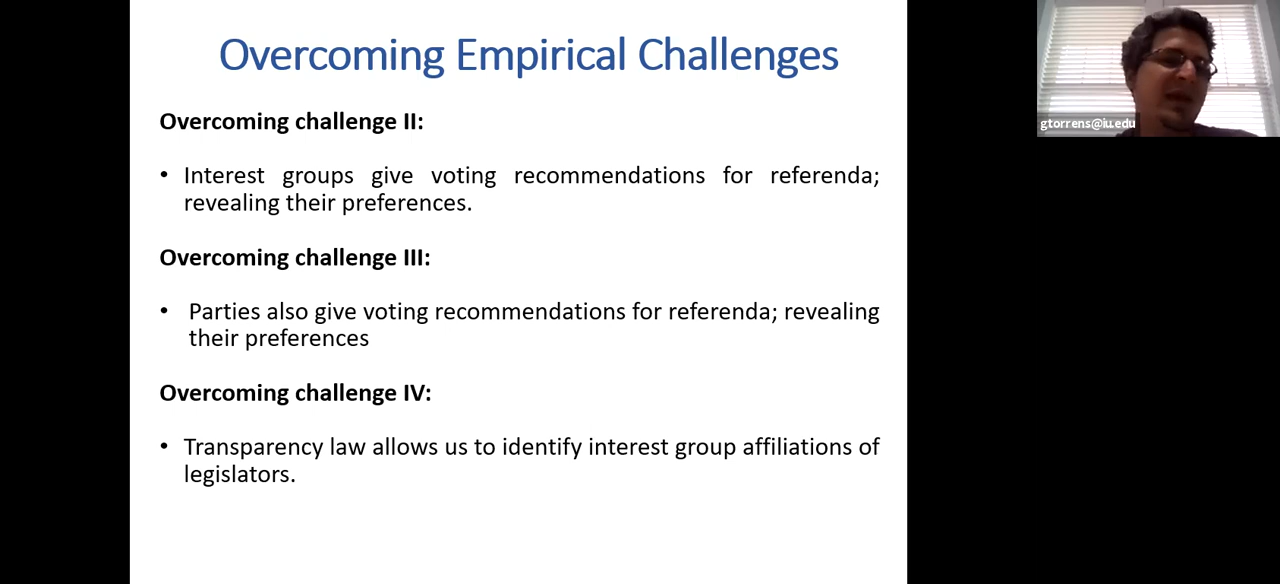 Overcoming Empirical Challenges
Overcoming challenge II:
• Interest groups give voting recommendations for referenda;
revealing their preferences.
Overcoming challenge III:
• Parties also give voting recommendations for referenda; revealing
their preferences
Overcoming challenge IV:
• Transparency law allows us to identify interest group affiliations of
legislators.
gtorrens@iu.edu